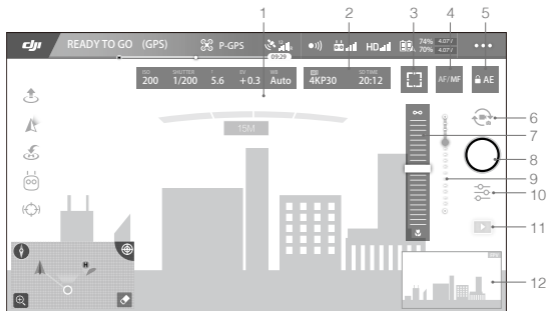 1 2 3 4 5
dji READY TO GO (GPS) P-GPS HD 74% 4.07V
70% 4.07V
09:29
ISO SHUTTER EV WB SD TIME
200 1/200 5.6 +0.3 Auto 4KP30 20:12
AF/MF AE
15M
6
7
8
9
10
11
12
H